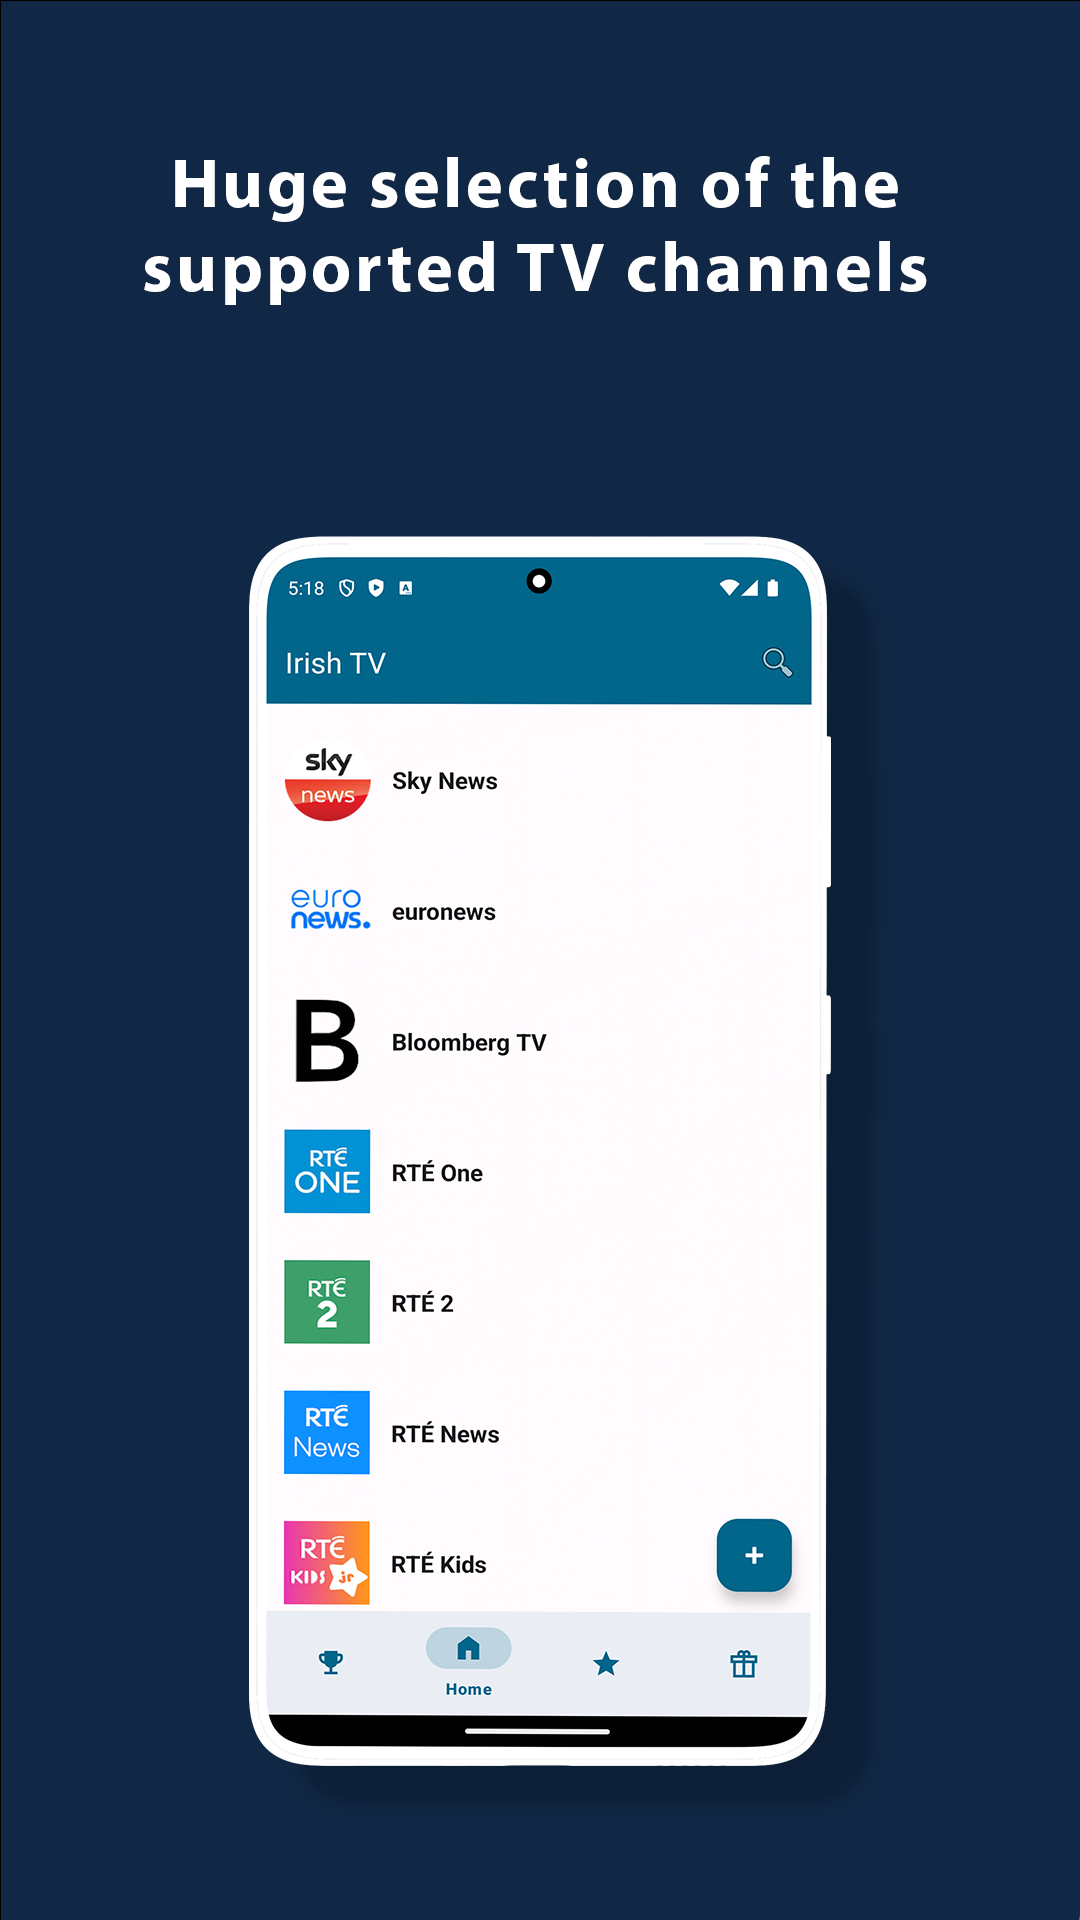 Huge selection of the
supported TV channels
5:18
A
Irish TV
sky
news
Sky News
euro
news.
euronews
B
Bloomberg TV
RTÉ
ONE
RTÉ One
RTÉ
2
RTÉ 2
RTÉ
News
RTÉ News
RTÉ
KIDS jr
RTÉ Kids
+
Home